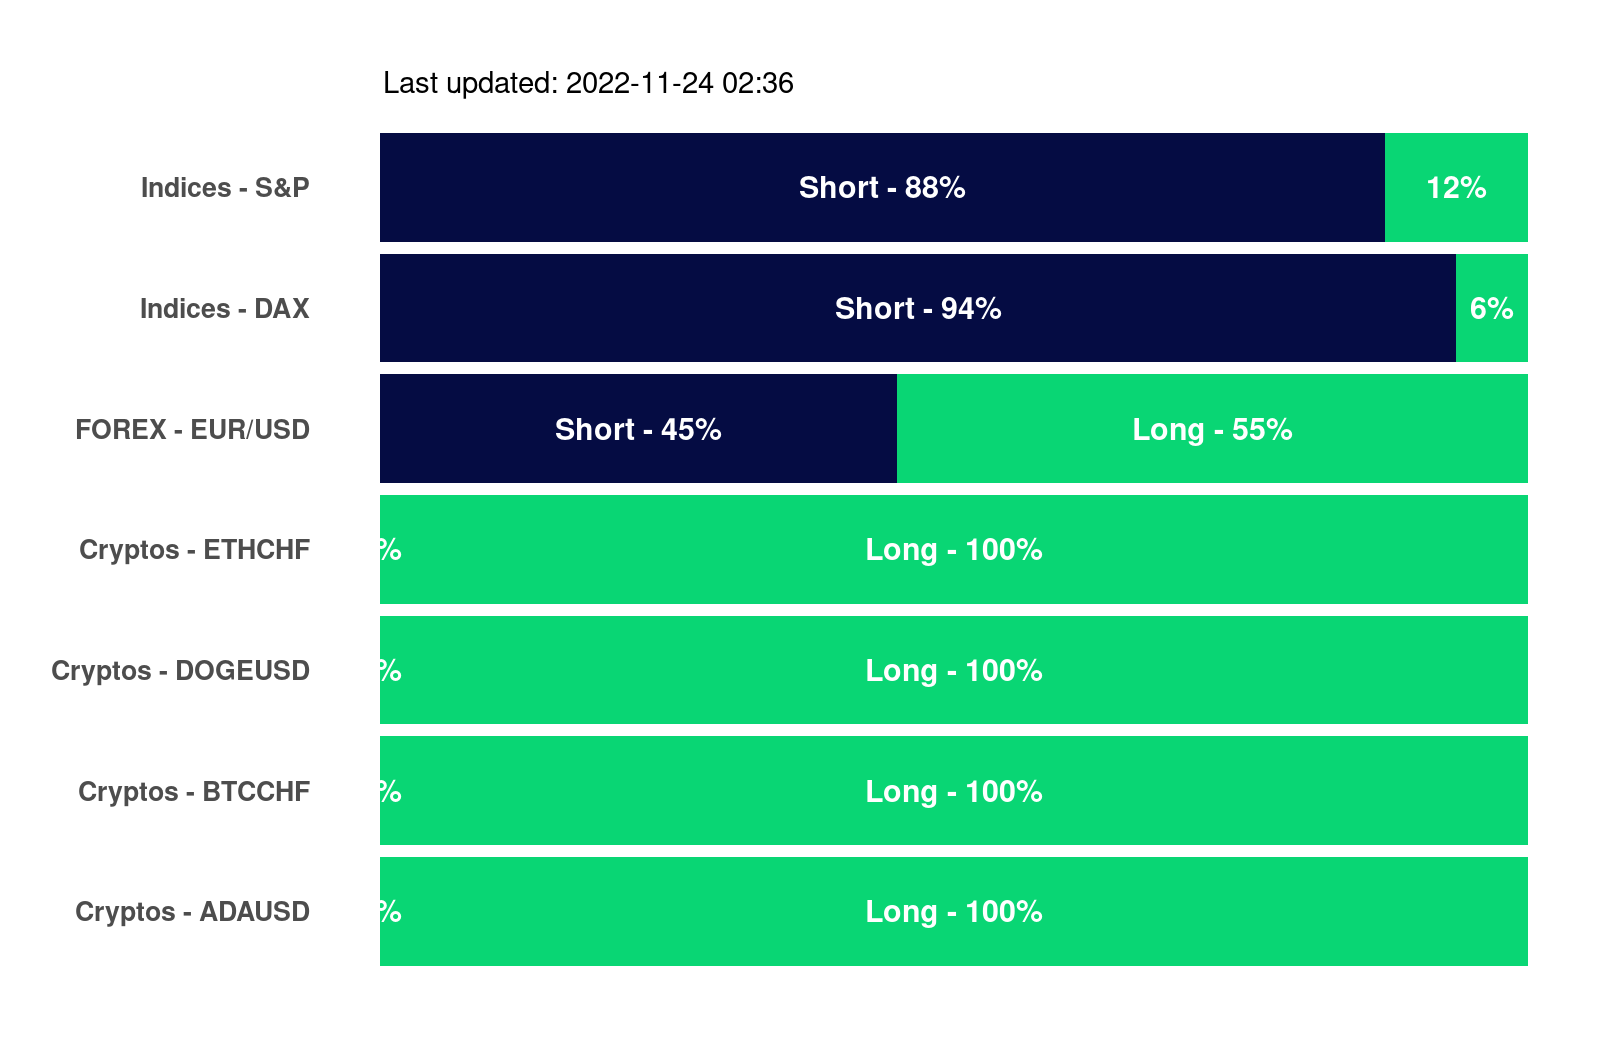 Last updated: 2022-11-24 02:36
Indices - S&P Short - 88% 12%
Indices - DAX Short - 94% 6%
FOREX - EUR/USD Short - 45% Long - 55%
Cryptos - ETHCHF % Long - 100%
Cryptos - DOGEUSD % Long - 100%
Cryptos - BTCCHF % Long - 100%
Cryptos - ADAUSD % Long - 100%